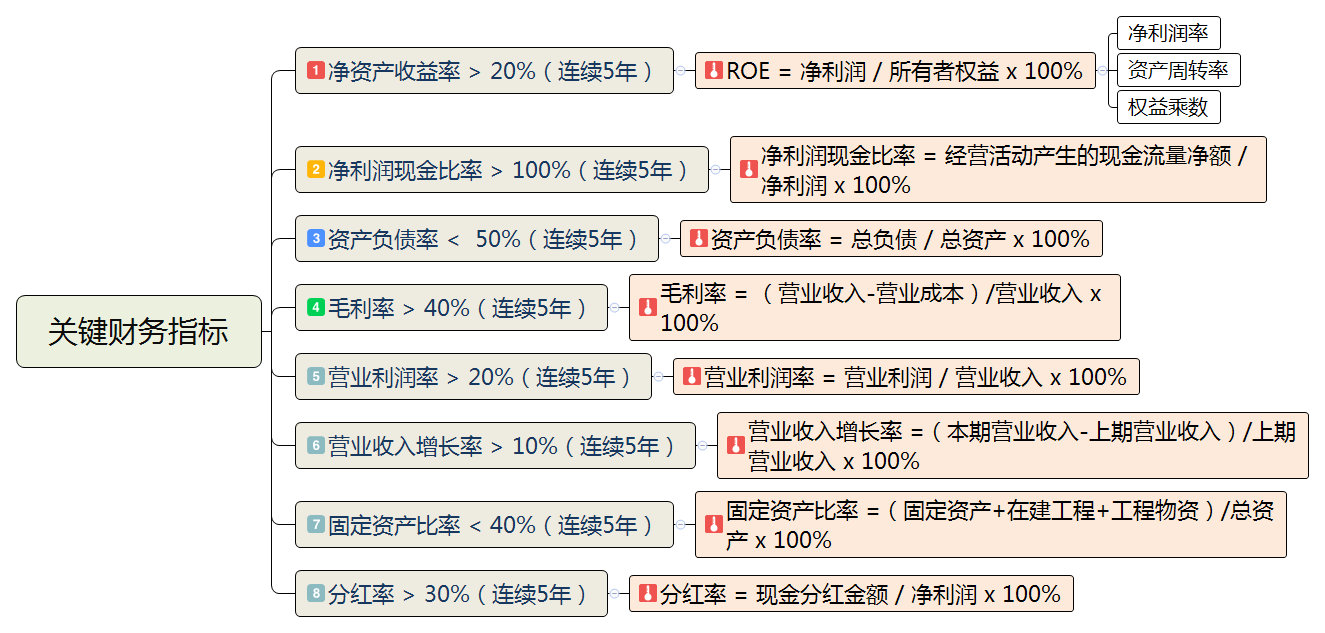 关键财务指标
1 净资产收益率 > 20%（连续5年）
ROE = 净利润 / 所有者权益 x 100%
净利润率
资产周转率
权益乘数
2 净利润现金比率 > 100%（连续5年）
净利润现金比率 = 经营活动产生的现金流量净额 /
净利润 x 100%
3 资产负债率 < 50%（连续5年）
资产负债率 = 总负债 / 总资产 x 100%
4 毛利率 > 40%（连续5年）
毛利率 = （营业收入-营业成本）/营业收入 x
100%
5 营业利润率 > 20%（连续5年）
营业利润率 = 营业利润 / 营业收入 x 100%
6 营业收入增长率 > 10%（连续5年）
营业收入增长率 =（本期营业收入-上期营业收入）/上期
营业收入 x 100%
7 固定资产比率 < 40%（连续5年）
固定资产比率 =（固定资产+在建工程+工程物资）/总资
产 x 100%
8 分红率 > 30%（连续5年）
分红率 = 现金分红金额 / 净利润 x 100%